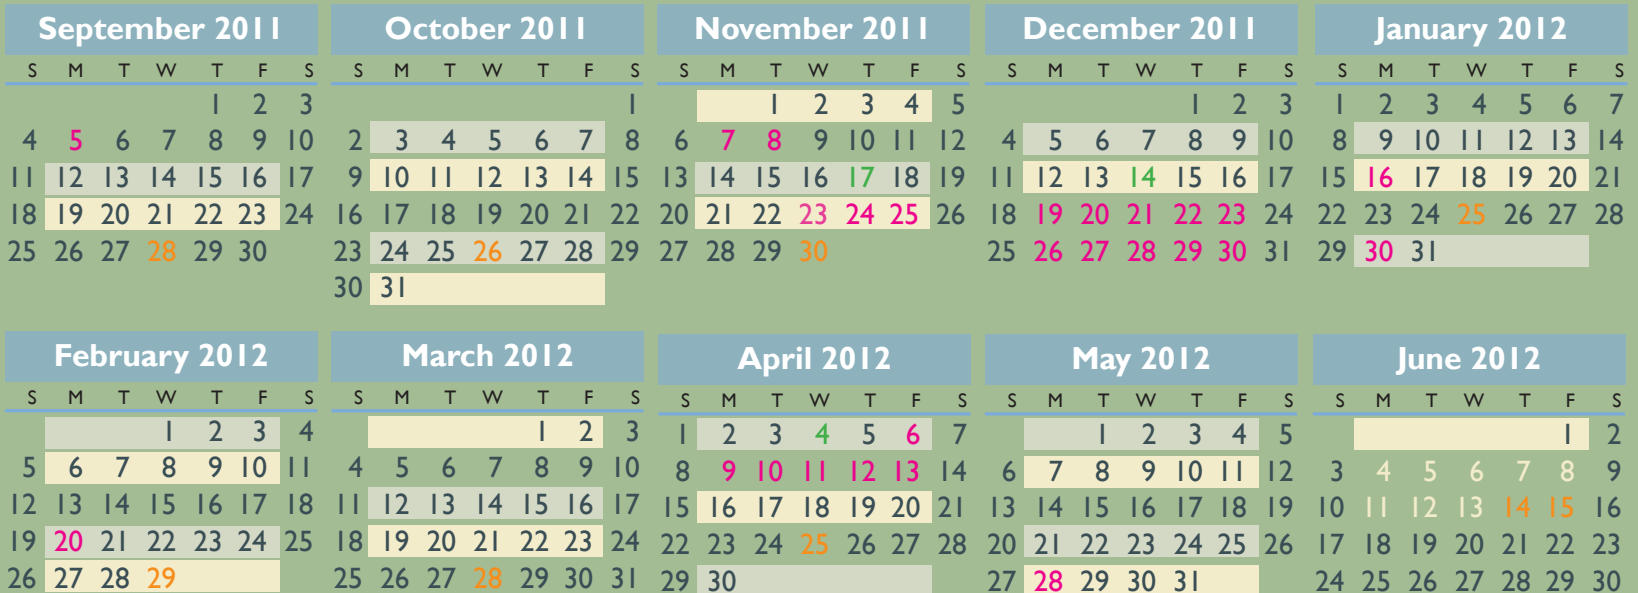 September 2011 October 2011 November 2011 December 2011 January 2012
S M T W T F S S M T W T F S S M T W T F S S M T W T F S S M T W T F S
1 2 3 1 1 2 3 4 5 1 2 3 1 2 3 4 5 6 7
4 5 6 7 8 9 10 2 3 4 5 6 7 8 6 7 8 9 10 11 12 4 5 6 7 8 9 10 8 9 10 11 12 13 14
11 12 13 14 15 16 17 9 10 11 12 13 14 15 13 14 15 16 17 18 19 11 12 13 14 15 16 17 15 16 17 18 19 20 21
18 19 20 21 22 23 24 16 17 18 19 20 21 22 20 21 22 23 24 25 26 18 19 20 21 22 23 24 22 23 24 25 26 27 28
25 26 27 28 29 30 23 24 25 26 27 28 29 27 28 29 30 25 26 27 28 29 30 31 29 30 31
30 31
February 2012 March 2012 April 2012 May 2012 June 2012
S M T W T F S S M T W T F S S M T W T F S S M T W T F S S M T W T F S
1 2 3 4 1 2 3 1 2 3 4 5 6 7 1 2 3 4 5 1 2
5 6 7 8 9 10 11 4 5 6 7 8 9 10 8 9 10 11 12 13 14 6 7 8 9 10 11 12 3 4 5 6 7 8 9
12 13 14 15 16 17 18 11 12 13 14 15 16 17 15 16 17 18 19 20 21 13 14 15 16 17 18 19 10 11 12 13 14 15 16
19 20 21 22 23 24 25 18 19 20 21 22 23 24 22 23 24 25 26 27 28 20 21 22 23 24 25 26 17 18 19 20 21 22 23
26 27 28 29 25 26 27 28 29 30 31 29 30 27 28 29 30 31 24 25 26 27 28 29 30